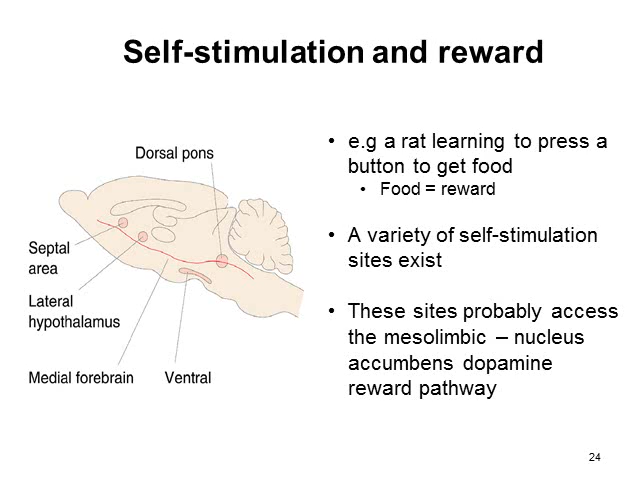 Self-stimulation and reward
Dorsal pons
Septal
area
Lateral
hypothalamus
Medial forebrain
Ventral
• e.g a rat learning to press a
button to get food
• Food = reward
• A variety of self-stimulation
sites exist
• These sites probably access
the mesolimbic – nucleus
accumbens dopamine
reward pathway
24